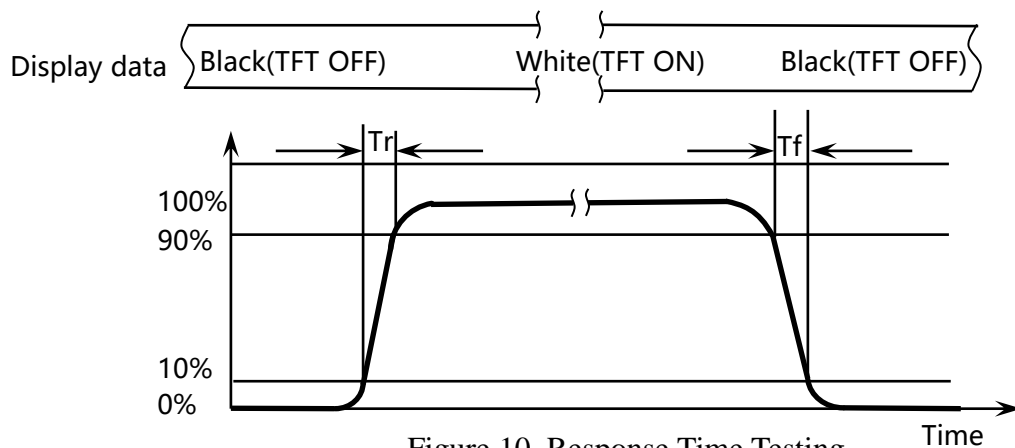 Display data
Black(TFT OFF)
White(TFT ON)
Black(TFT OFF)
Tr
Tf
100%
90%
10%
0%
Time
Figure 10. Response Time Testing